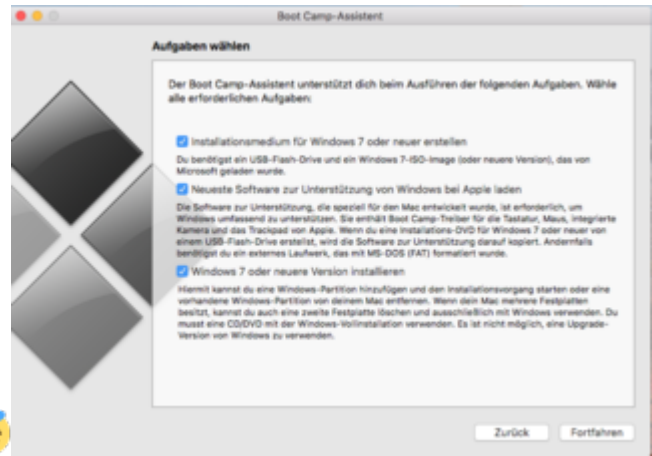 Boot Camp-Assistent
Aufgaben wählen
Der Boot Camp-Assistent unterstützt dich beim Ausführen der folgenden Aufgaben. Wähle
alle erforderlichen Aufgaben:
Installationsmedium für Windows 7 oder neuer erstellen
Du benötigst ein USB-Flash-Drive und ein Windows 7-ISO-Image (oder neuere Version), das von
Microsoft geladen wurde.
Neueste Software zur Unterstützung von Windows bei Apple laden
Die Software zur Unterstützung, die speziell für den Mac entwickelt wurde, ist erforderlich, um
Windows umfassend zu unterstützen. Sie enthält Boot Camp-Treiber für die Tastatur, Maus, integrierte
Kamera und das Trackpad von Apple. Wenn du eine Installations-DVD für Windows 7 oder neuer von
einem USB-Flash-Drive erstellst, wird die Software zur Unterstützung darauf kopiert. Andernfalls
benötigst du ein externes Laufwerk, das mit MS-DOS (FAT) formatiert wurde.
Windows 7 oder neuere Version installieren
Hiermit kannst du eine Windows-Partition hinzufügen und den Installationsvorgang starten oder eine
vorhandene Windows-Partition von deinem Mac entfernen. Wenn dein Mac mehrere Festplatten
besitzt, kannst du auch eine zweite Festplatte löschen und ausschließlich mit Windows verwenden. Du
musst eine CD/DVD mit der Windows-Vollinstallation verwenden. Es ist nicht möglich, eine Upgrade-
Version von Windows zu verwenden.
Zurück
Fortfahren